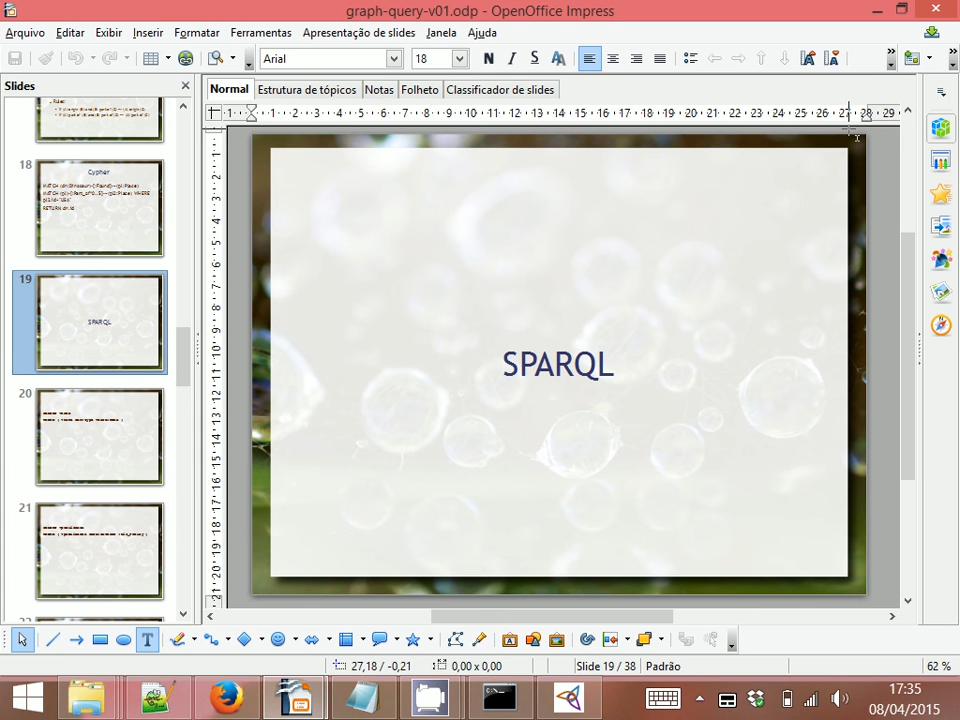 graph-query-v01.odp - OpenOffice Impress
Arquivo Editar Exibir Inserir Formatar Ferramentas Apresentação de slides Janela Ajuda
Arial 18
Slides
Normal Estrutura de tópicos Notas Folheto Classificador de slides
18
Cypher
19
SPARQL
20
21
SPARQL
27,18 / -0,21 0,00 x 0,00 Slide 19 / 38 Padrão 62 %
17:35
08/04/2015